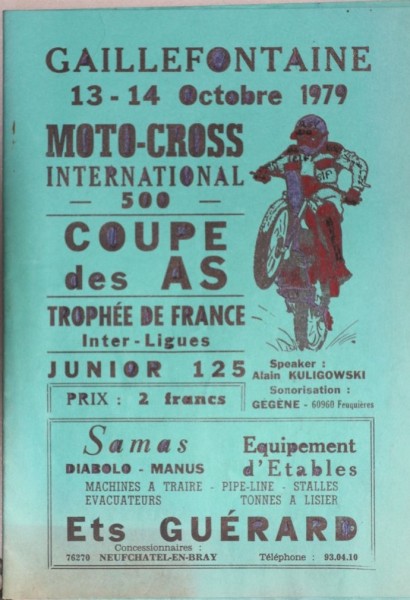 GAILLEFONTAINE
13-14 Octobre 1979
MOTO-CROSS
INTERNATIONAL
— 500 —
COUPE
des AS
TROPHÉE DE FRANCE
Inter-Ligues
JUNIOR 125
PRIX : 2 francs
Speaker :
Alain KULIGOWSKI
Sonorisation :
GÉGÈNE - 60960 Feuquières
Samas
DIABOLO - MANUS
Equipement
d'Etables
MACHINES A TRAIRE - PIPE-LINE - STALLES
EVACUATEURS TONNES A LISIER
Ets GUÉRARD
Concessionnaires :
76270 NEUFCHATEL-EN-BRAY Téléphone : 93.04.10